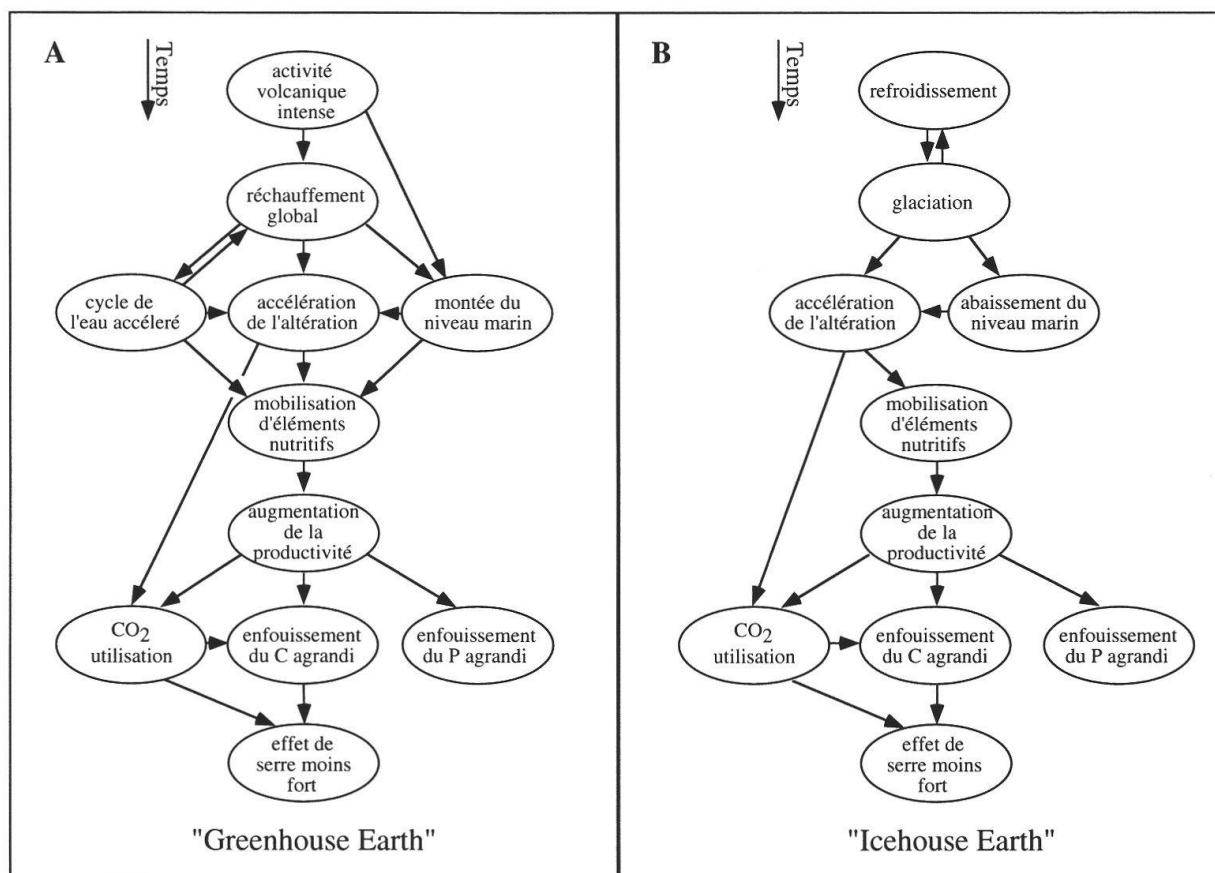 A
Temps
activité
volcanique
intense
réchauffement
global
cycle de
l'eau accéleré
accélération
de l'altération
montée du
niveau marin
mobilisation
d'éléments
nutritifs
augmentation
de la
productivité
CO2
utilisation
enfouissement
du C agrandi
enfouissement
du P agrandi
effet de
serre moins
fort
"Greenhouse Earth"
B
Temps
refroidissement
glaciation
accélération
de l'altération
abaissement du
niveau marin
mobilisation
d'éléments
nutritifs
augmentation
de la
productivité
CO2
utilisation
enfouissement
du C agrandi
enfouissement
du P agrandi
effet de
serre moins
fort
"Icehouse Earth"